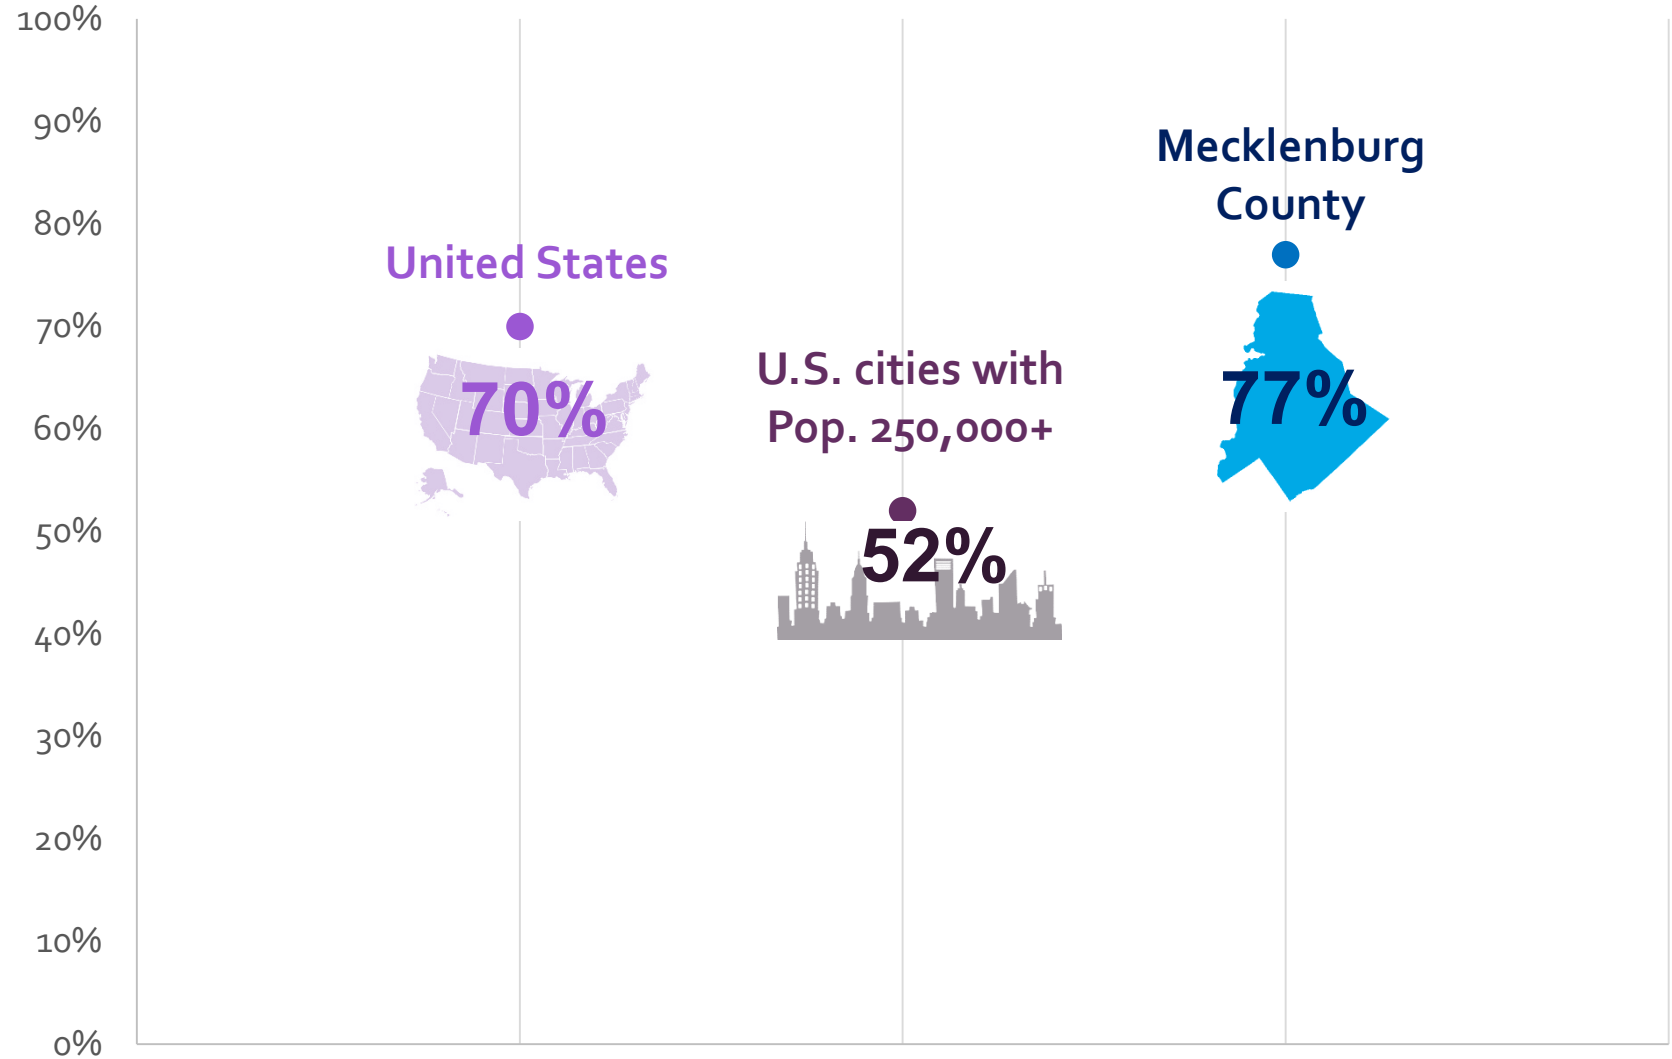 100%
90%
80%
70%
60%
50%
40%
30%
20%
10%
0%
United States
70%
U.S. cities with
Pop. 250,000+
52%
Mecklenburg
County
77%